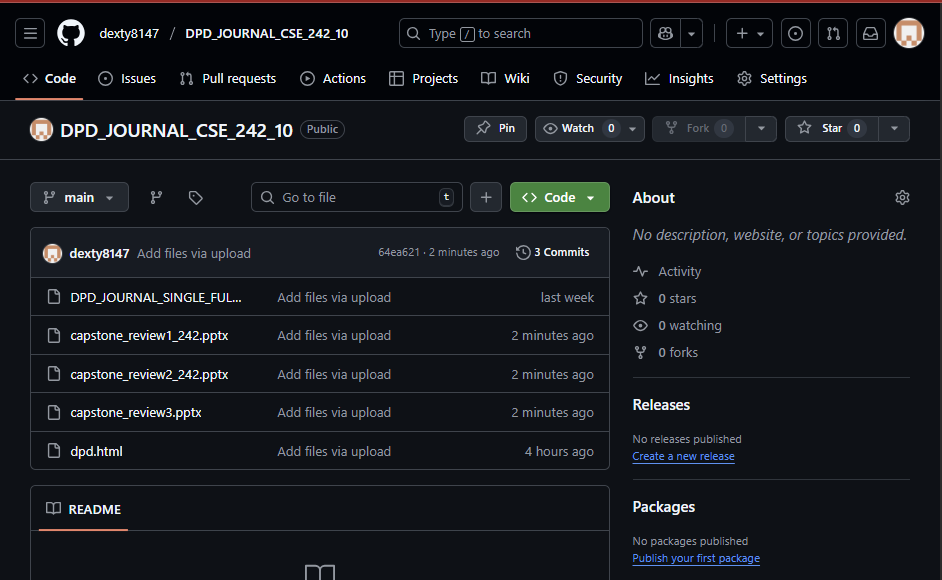 dexty8147 / DPD_JOURNAL_CSE_242_10 Type / to search
Code Issues Pull requests Actions Projects Wiki Security Insights Settings
DPD_JOURNAL_CSE_242_10 Public Pin Watch 0 Fork 0 Star 0
main Go to file t Code
dexty8147 Add files via upload 64ea621 · 2 minutes ago 3 Commits
DPD_JOURNAL_SINGLE_FUL... Add files via upload last week
capstone_review1_242.pptx Add files via upload 2 minutes ago
capstone_review2_242.pptx Add files via upload 2 minutes ago
capstone_review3.pptx Add files via upload 2 minutes ago
dpd.html Add files via upload 4 hours ago
README
About
No description, website, or topics provided.
Activity
0 stars
0 watching
0 forks
Releases
No releases published
Create a new release
Packages
No packages published
Publish your first package